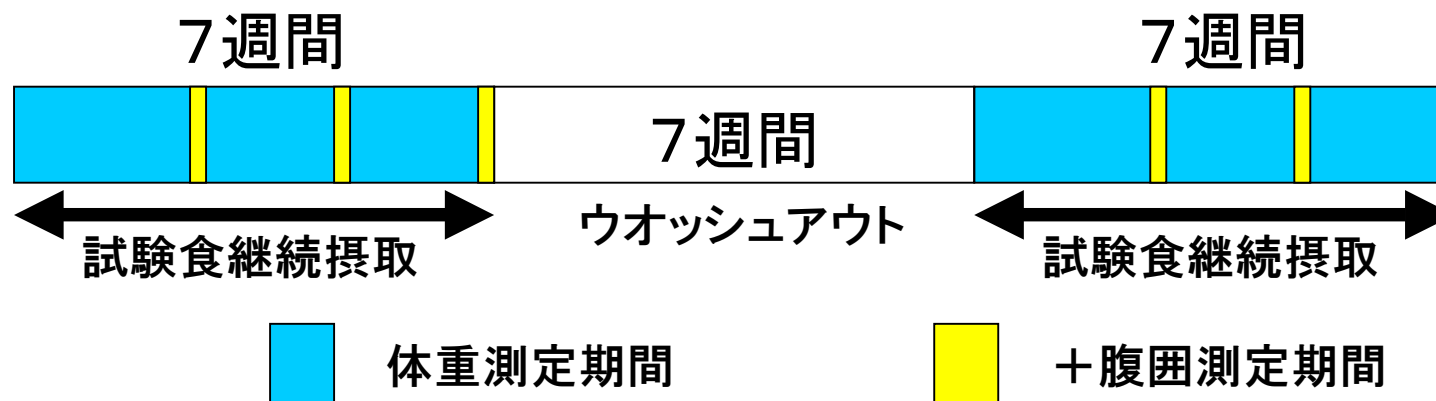 ７週間
７週間
７週間
ウオッシュアウト
試験食継続摂取
試験食継続摂取
体重測定期間
＋腹囲測定期間